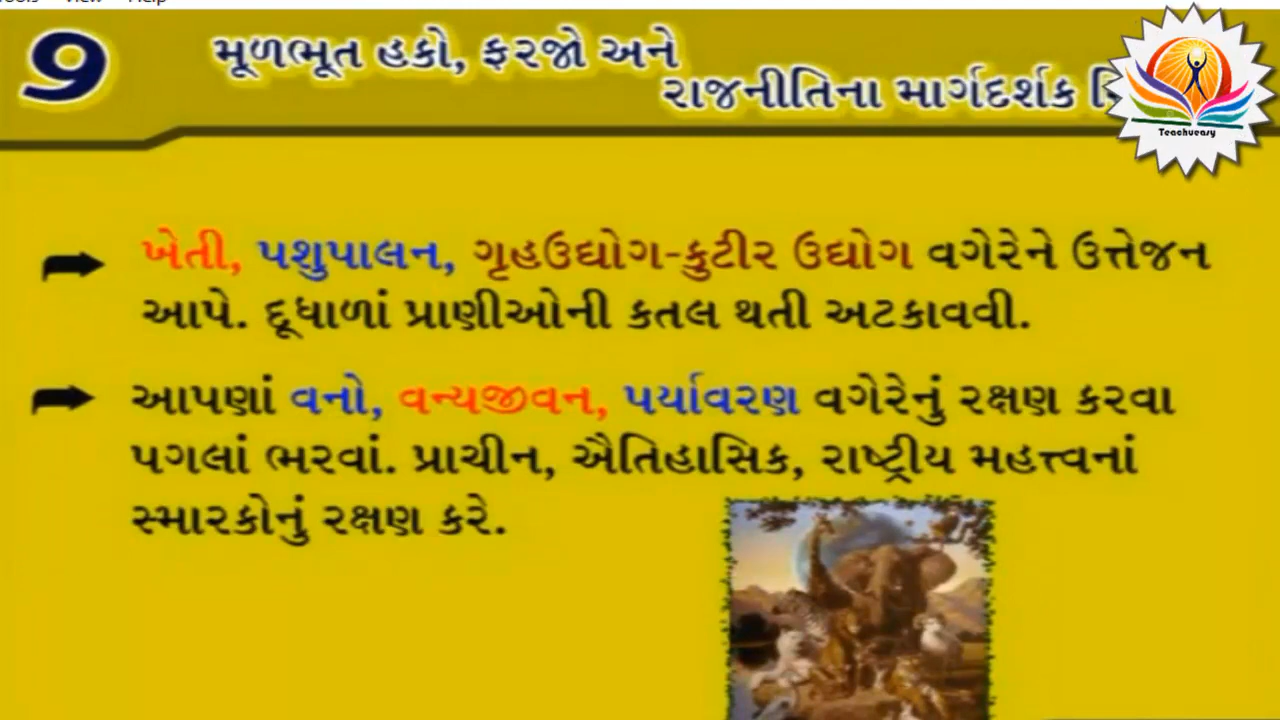 View Help
9
મૂળભૂત હકો, ફરજો અને
રાજનીતિના માર્ગદર્શક
Teachueasy
ખેતી, પશુપાલન, ગૃહઉદ્યોગ-કુટીર ઉદ્યોગ વગેરેને ઉત્તેજન
આપે. દૂધાળાં પ્રાણીઓની કતલ થતી અટકાવવી.
આપણાં વનો, વન્યજીવન, પર્યાવરણ વગેરેનું રક્ષણ કરવા
પગલાં ભરવાં. પ્રાચીન, ઐતિહાસિક, રાષ્ટ્રીય મહત્ત્વનાં
સ્મારકોનું રક્ષણ કરે.